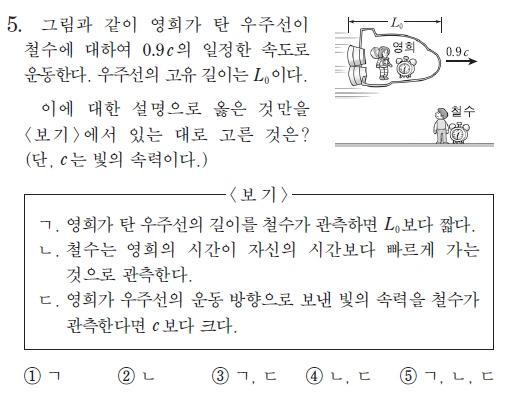 5. 그림과 같이 영희가 탄 우주선이
철수에 대하여 0.9c의 일정한 속도로
운동한다. 우주선의 고유 길이는 L₀이다.
이에 대한 설명으로 옳은 것만을
<보기>에서 있는 대로 고른 것은?
(단, c는 빛의 속력이다.)
L₀
영희
0.9c
철수
<보 기>
ㄱ. 영희가 탄 우주선의 길이를 철수가 관측하면 L₀보다 짧다.
ㄴ. 철수는 영희의 시간이 자신의 시간보다 빠르게 가는
것으로 관측한다.
ㄷ. 영희가 우주선의 운동 방향으로 보낸 빛의 속력을 철수가
관측한다면 c보다 크다.
① ㄱ ② ㄴ ③ ㄱ, ㄷ ④ ㄴ, ㄷ ⑤ ㄱ, ㄴ, ㄷ